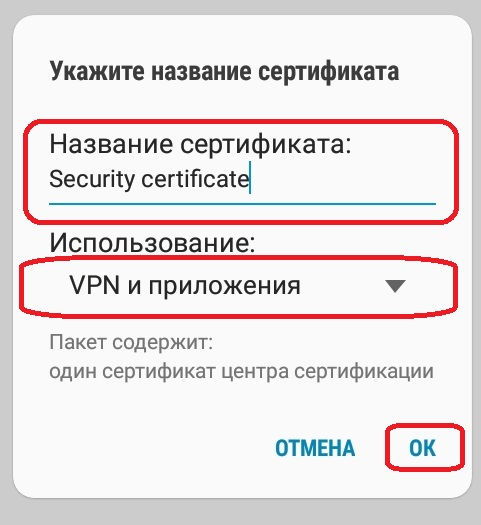 Укажите название сертификата
Название сертификата:
Security certificate
Использование:
VPN и приложения
Пакет содержит:
один сертификат центра сертификации
ОТМЕНА ОК